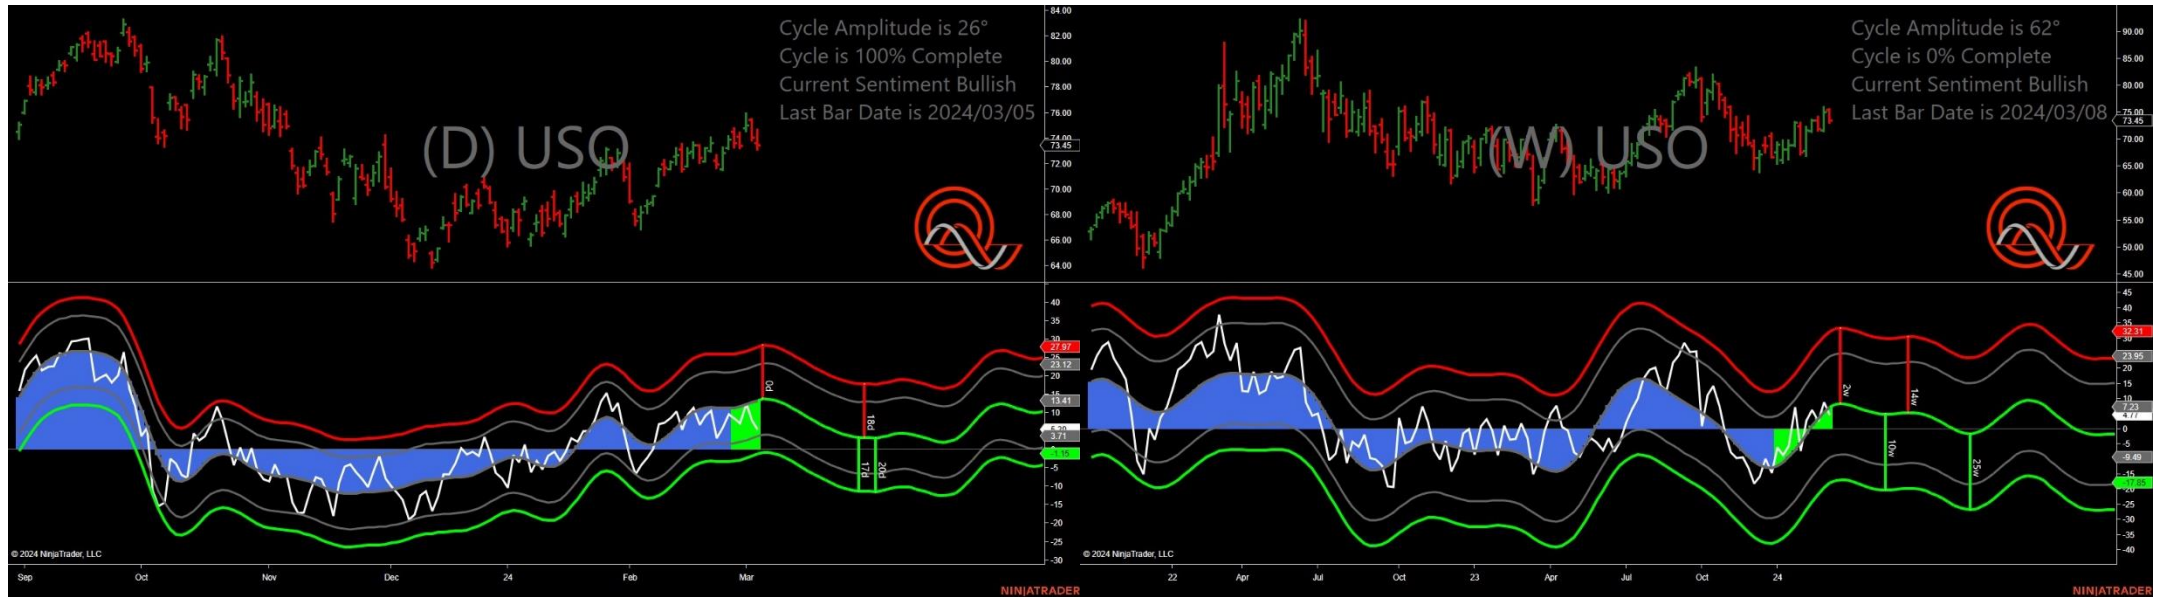 Cycle Amplitude is 26°
Cycle is 100% Complete
Current Sentiment Bullish
Last Bar Date is 2024/03/05
(D) USO
84.00
82.00
80.00
78.00
76.00
74.00
73.45
72.00
70.00
68.00
66.00
64.00
40
35
30
27.97
25
23.12
20
15
13.41
10
3.71
-1.15
-5
-10
-15
-20
-25
-30
0d
18d
17d
20d
© 2024 NinjaTrader, LLC
Sep Oct Nov Dec 24 Feb Mar
NINJATRADER
Cycle Amplitude is 62°
Cycle is 0% Complete
Current Sentiment Bullish
Last Bar Date is 2024/03/08
(W) USO
90.00
85.00
80.00
75.00
73.45
70.00
65.00
60.00
55.00
50.00
45.00
45
40
35
32.31
23.95
20
15
7.23
4.77
0
-5
-9.49
-15
-17.85
-20
-25
-30
-35
-40
2w
14w
10w
25w
© 2024 NinjaTrader, LLC
22 Apr Jul Oct 23 Apr Jul Oct 24
NINJATRADER